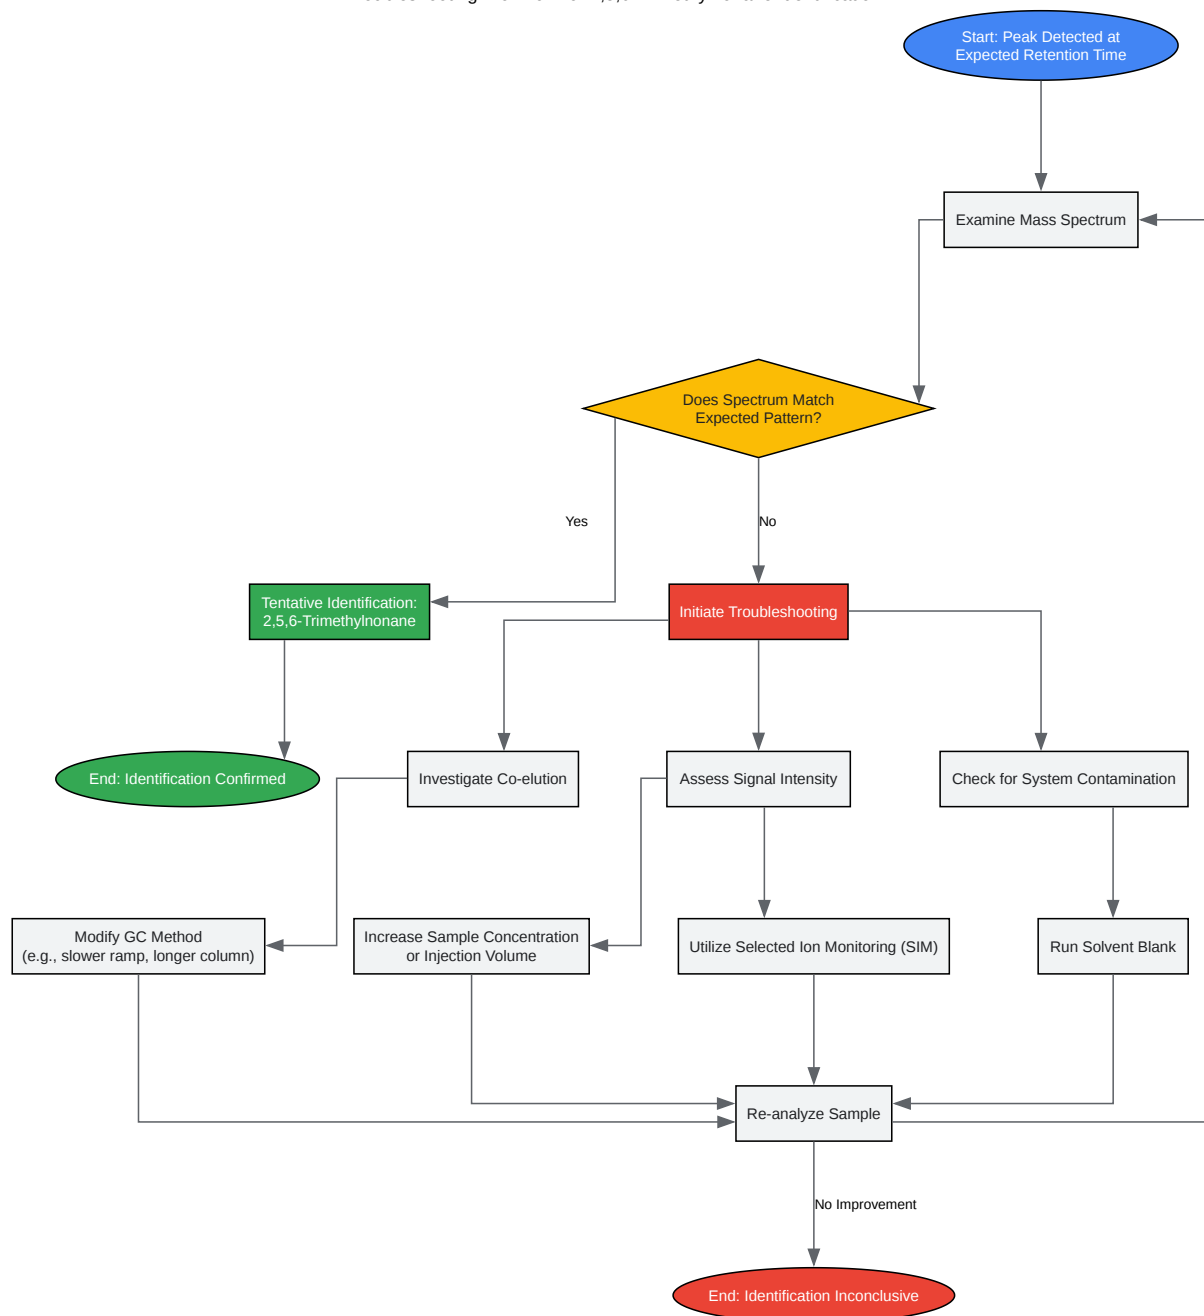 Start: Peak Detected at
Expected Retention Time
Examine Mass Spectrum
Does Spectrum Match
Expected Pattern?
Yes
No
Tentative Identification:
2,5,6-Trimethylnonane
Initiate Troubleshooting
End: Identification Confirmed
Investigate Co-elution
Assess Signal Intensity
Check for System Contamination
Modify GC Method
(e.g., slower ramp, longer column)
Increase Sample Concentration
or Injection Volume
Utilize Selected Ion Monitoring (SIM)
Run Solvent Blank
Re-analyze Sample
No Improvement
End: Identification Inconclusive